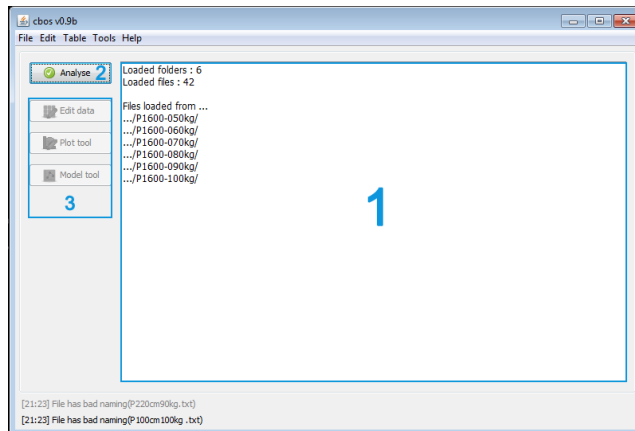 cbos v0.9b
File Edit Table Tools Help
Analyse 2
Loaded folders : 6
Loaded files : 42
Edit data
Plot tool
Model tool
3
Files loaded from ...
.../P1600-050kg/
.../P1600-060kg/
.../P1600-070kg/
.../P1600-080kg/
.../P1600-090kg/
.../P1600-100kg/
1
[21:23] File has bad naming(P220cm90kg.txt)
[21:23] File has bad naming(P100cm100kg .txt)